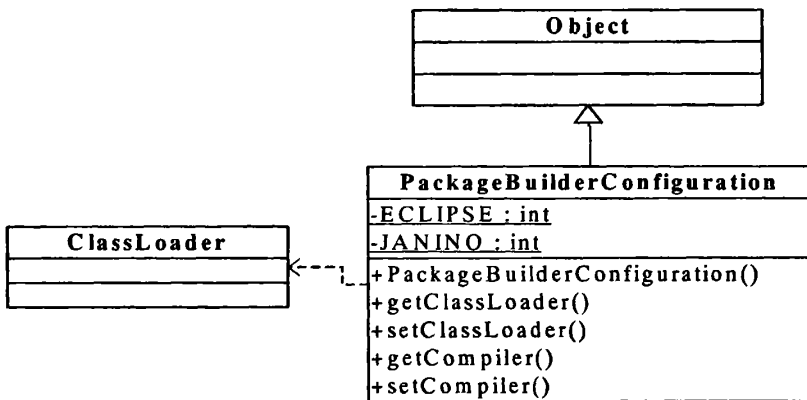 Object
PackageBuilderConfiguration
-ECLIPSE : int
-JANINO : int
ClassLoader
+PackageBuilderConfiguration()
+getClassLoader()
+setClassLoader()
+getCompiler()
+setCompiler()